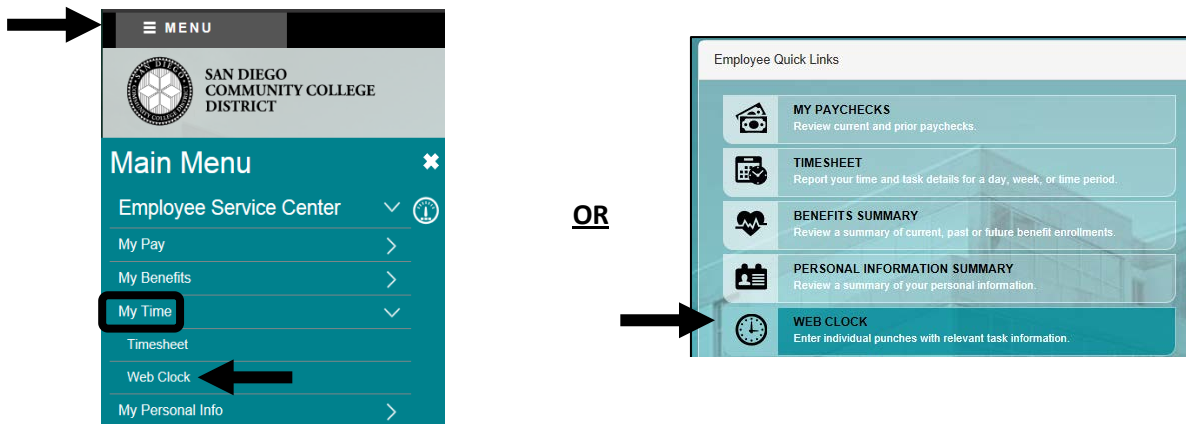 ☰ MENU
SAN DIEGO
COMMUNITY COLLEGE
DISTRICT
Main Menu
Employee Service Center
My Pay
My Benefits
My Time
Timesheet
Web Clock
My Personal Info
OR
Employee Quick Links
MY PAYCHECKS
Review current and prior paychecks.
TIMESHEET
Report your time and task details for a day, week, or time period.
BENEFITS SUMMARY
Review a summary of current, past or future benefit enrollments.
PERSONAL INFORMATION SUMMARY
Review a summary of your personal information.
WEB CLOCK
Enter individual punches with relevant task information.